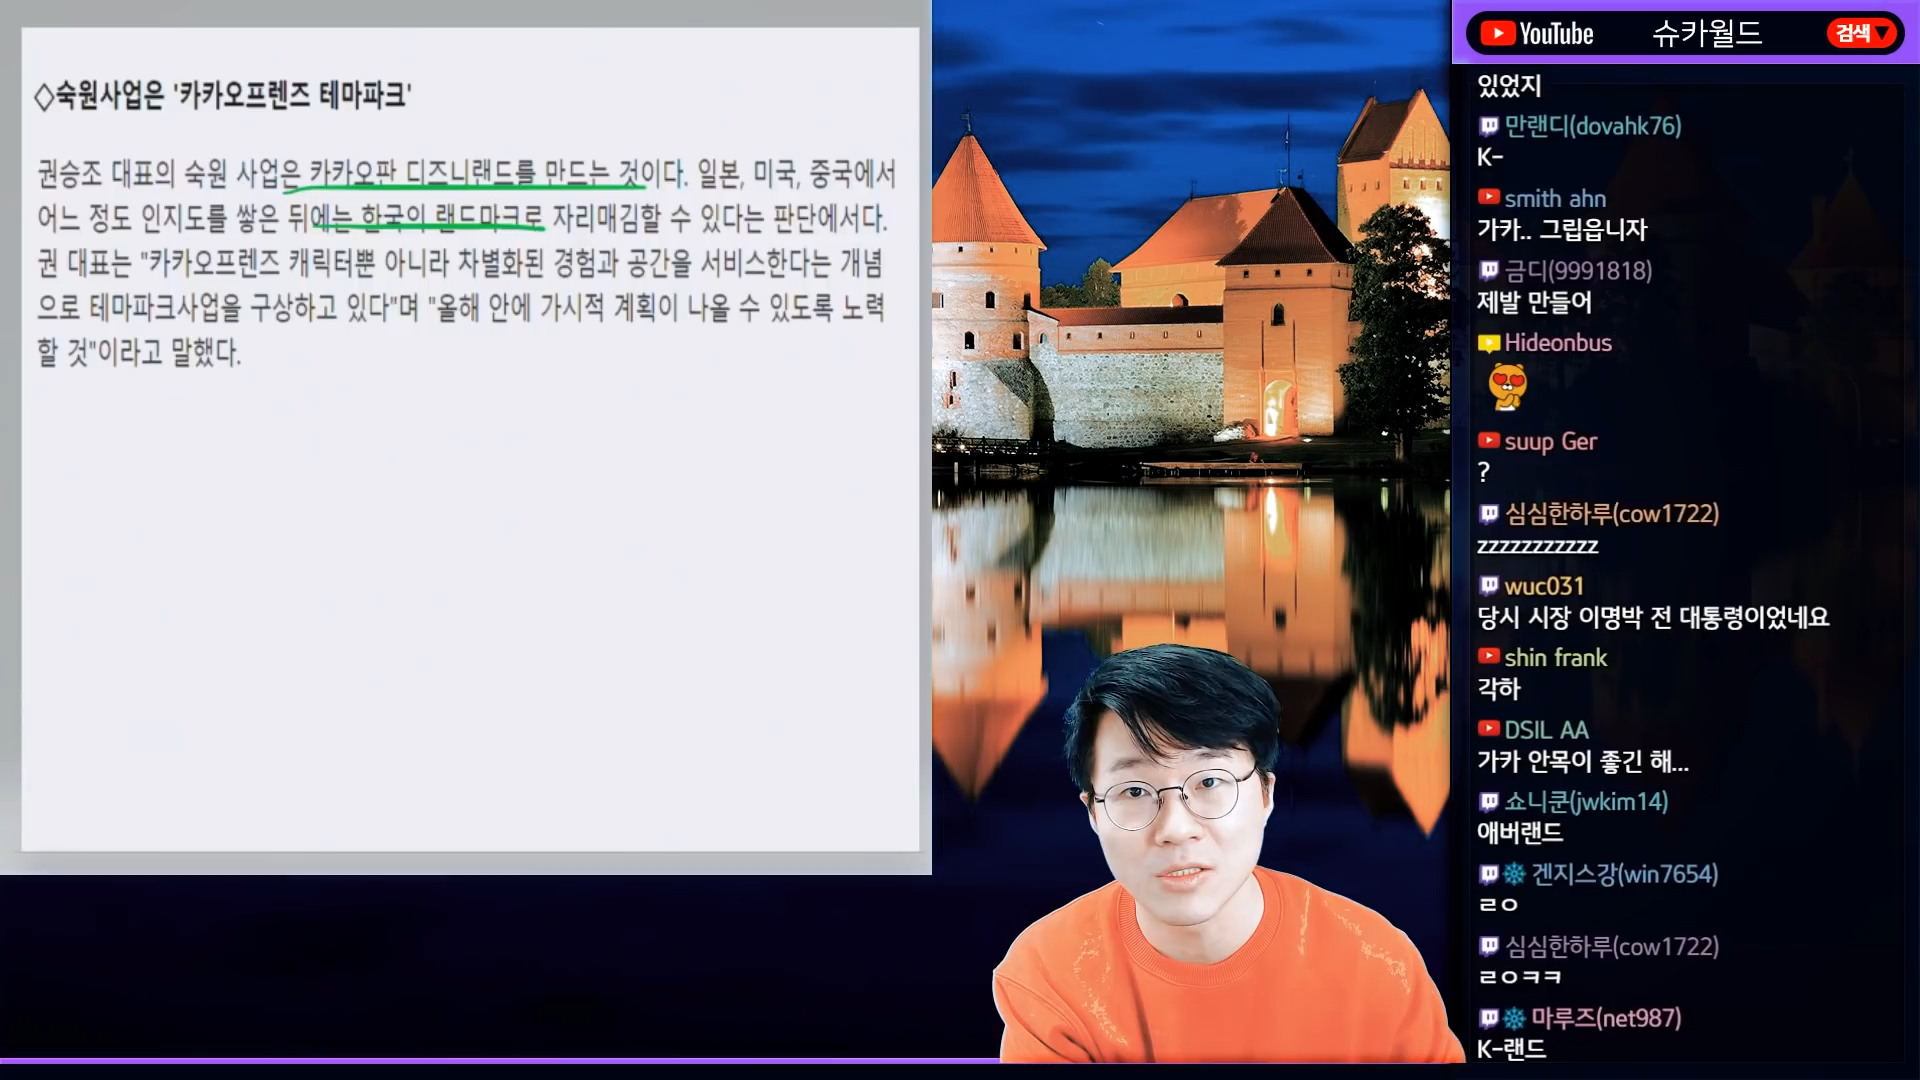 ◇숙원사업은 '카카오프렌즈 테마파크'
권승조 대표의 숙원 사업은 카카오판 디즈니랜드를 만드는 것이다. 일본, 미국, 중국에서
어느 정도 인지도를 쌓은 뒤에는 한국의 랜드마크로 자리매김할 수 있다는 판단에서다.
권 대표는 "카카오프렌즈 캐릭터뿐 아니라 차별화된 경험과 공간을 서비스한다는 개념
으로 테마파크사업을 구상하고 있다"며 "올해 안에 가시적 계획이 나올 수 있도록 노력
할 것"이라고 말했다.
YouTube 슈카월드 검색▼
있었지
만랜디(dovahk76)
K-
smith ahn
가카.. 그립읍니자
금디(9991818)
제발 만들어
Hideonbus
suup Ger
?
심심한하루(cow1722)
zzzzzzzzzzz
wuc031
당시 시장 이명박 전 대통령이었네요
shin frank
각하
DSIL AA
가카 안목이 좋긴 해...
쇼니쿤(jwkim14)
애버랜드
겐지스강(win7654)
ㄹㅇ
심심한하루(cow1722)
ㄹㅇㅋㅋ
마루즈(net987)
K-랜드